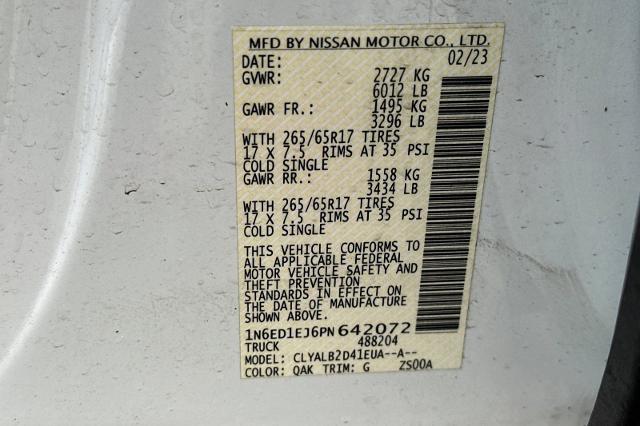 MFD BY NISSAN MOTOR CO., LTD.
DATE: 02/23
GVWR: 2727 KG
6012 LB
GAWR FR.: 1495 KG
3296 LB
WITH 265/65R17 TIRES
17 X 7.5 RIMS AT 35 PSI
COLD SINGLE
GAWR RR.: 1558 KG
3434 LB
WITH 265/65R17 TIRES
17 X 7.5 RIMS AT 35 PSI
COLD SINGLE
THIS VEHICLE CONFORMS TO
ALL APPLICABLE FEDERAL
MOTOR VEHICLE SAFETY AND
THEFT PREVENTION
STANDARDS IN EFFECT ON
THE DATE OF MANUFACTURE
SHOWN ABOVE.
1N6ED1EJ6PN642072
TRUCK 488204
MODEL: CLYALB2D41EUA--A--
COLOR: QAK TRIM: G ZS00A